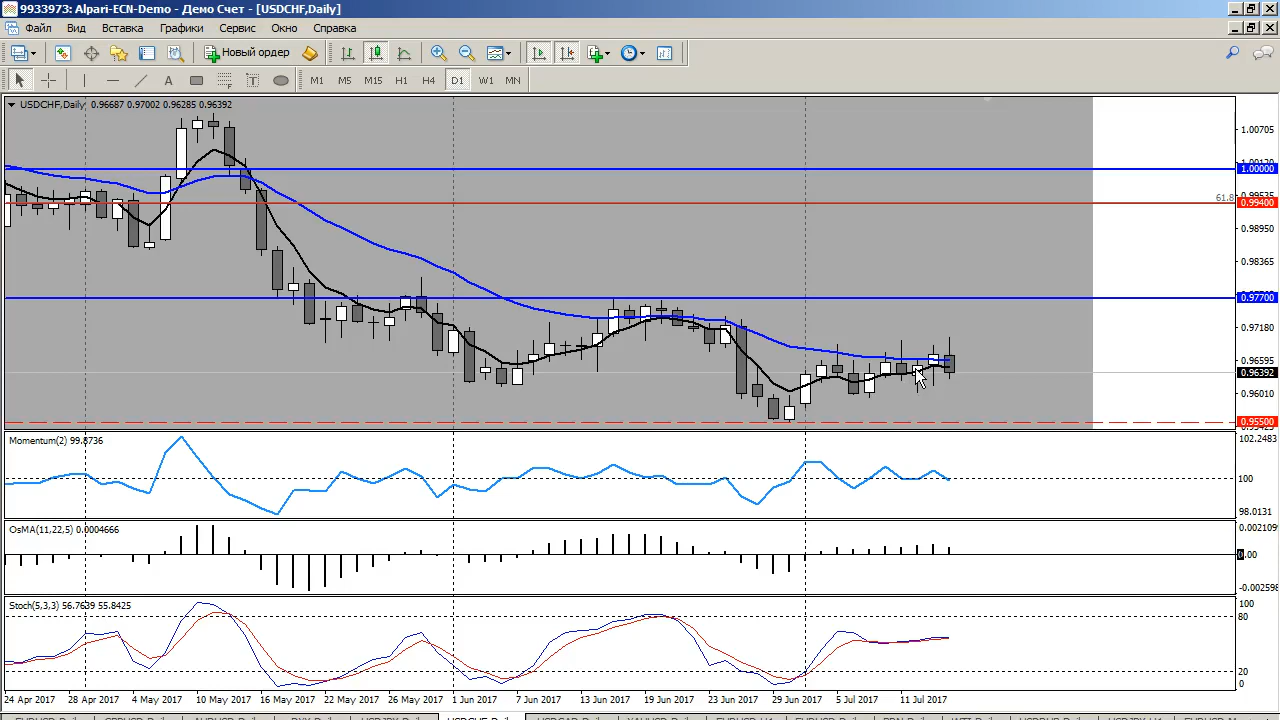 9933973: Alpari-ECN-Demo - Демо Счет - [USDCHF,Daily]
Файл Вид Вставка Графики Сервис Окно Справка
Новый ордер
A T M1 M5 M15 H1 H4 D1 W1 MN
USDCHF,Daily 0.96687 0.97002 0.96285 0.96392
1.00705
1.00000
0.99535
61.8
0.99400
0.98950
0.98365
0.97700
0.97180
0.96595
0.96392
0.96010
0.95500
Momentum(2) 99.8736
102.2483
100
98.0131
OsMA(11,22,5) 0.0004666
0.002109
0.00
-0.002598
Stoch(5,3,3) 56.7639 55.8425
100
80
20
0
24 Apr 2017 28 Apr 2017 4 May 2017 10 May 2017 16 May 2017 22 May 2017 26 May 2017 1 Jun 2017 7 Jun 2017 13 Jun 2017 19 Jun 2017 23 Jun 2017 29 Jun 2017 5 Jul 2017 11 Jul 2017